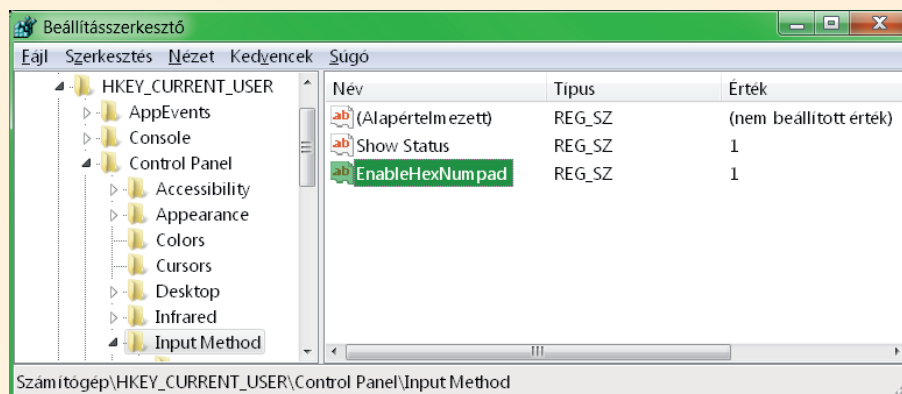 Beállításszerkesztő
Fájl Szerkesztés Nézet Kedvencek Súgó
HKEY_CURRENT_USER
AppEvents
Console
Control Panel
Accessibility
Appearance
Colors
Cursors
Desktop
Infrared
Input Method
Név Típus Érték
(Alapértelmezett) REG_SZ (nem beállított érték)
Show Status REG_SZ 1
EnableHexNumpad REG_SZ 1
Számítógép\HKEY_CURRENT_USER\Control Panel\Input Method